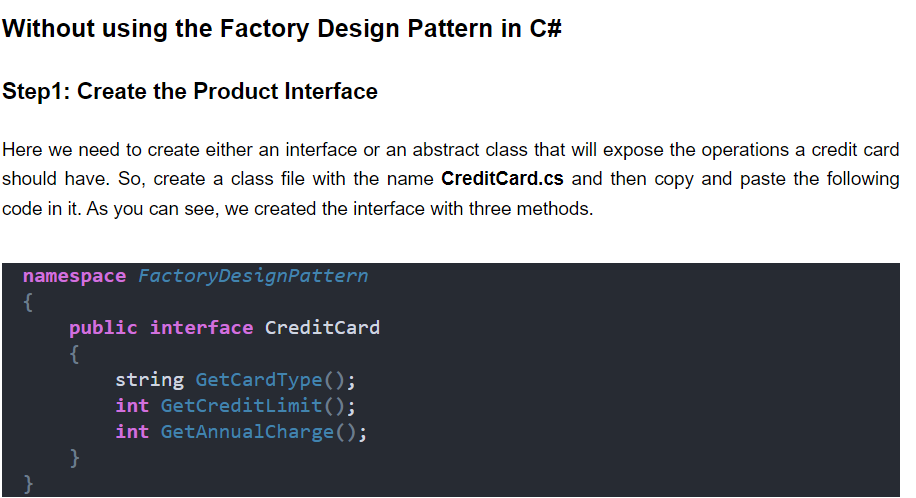 Without using the Factory Design Pattern in C#
Step1: Create the Product Interface
Here we need to create either an interface or an abstract class that will expose the operations a credit card
should have. So, create a class file with the name CreditCard.cs and then copy and paste the following
code in it. As you can see, we created the interface with three methods.
namespace FactoryDesignPattern
{
    public interface CreditCard
    {
        string GetCardType();
        int GetCreditLimit();
        int GetAnnualCharge();
    }
}